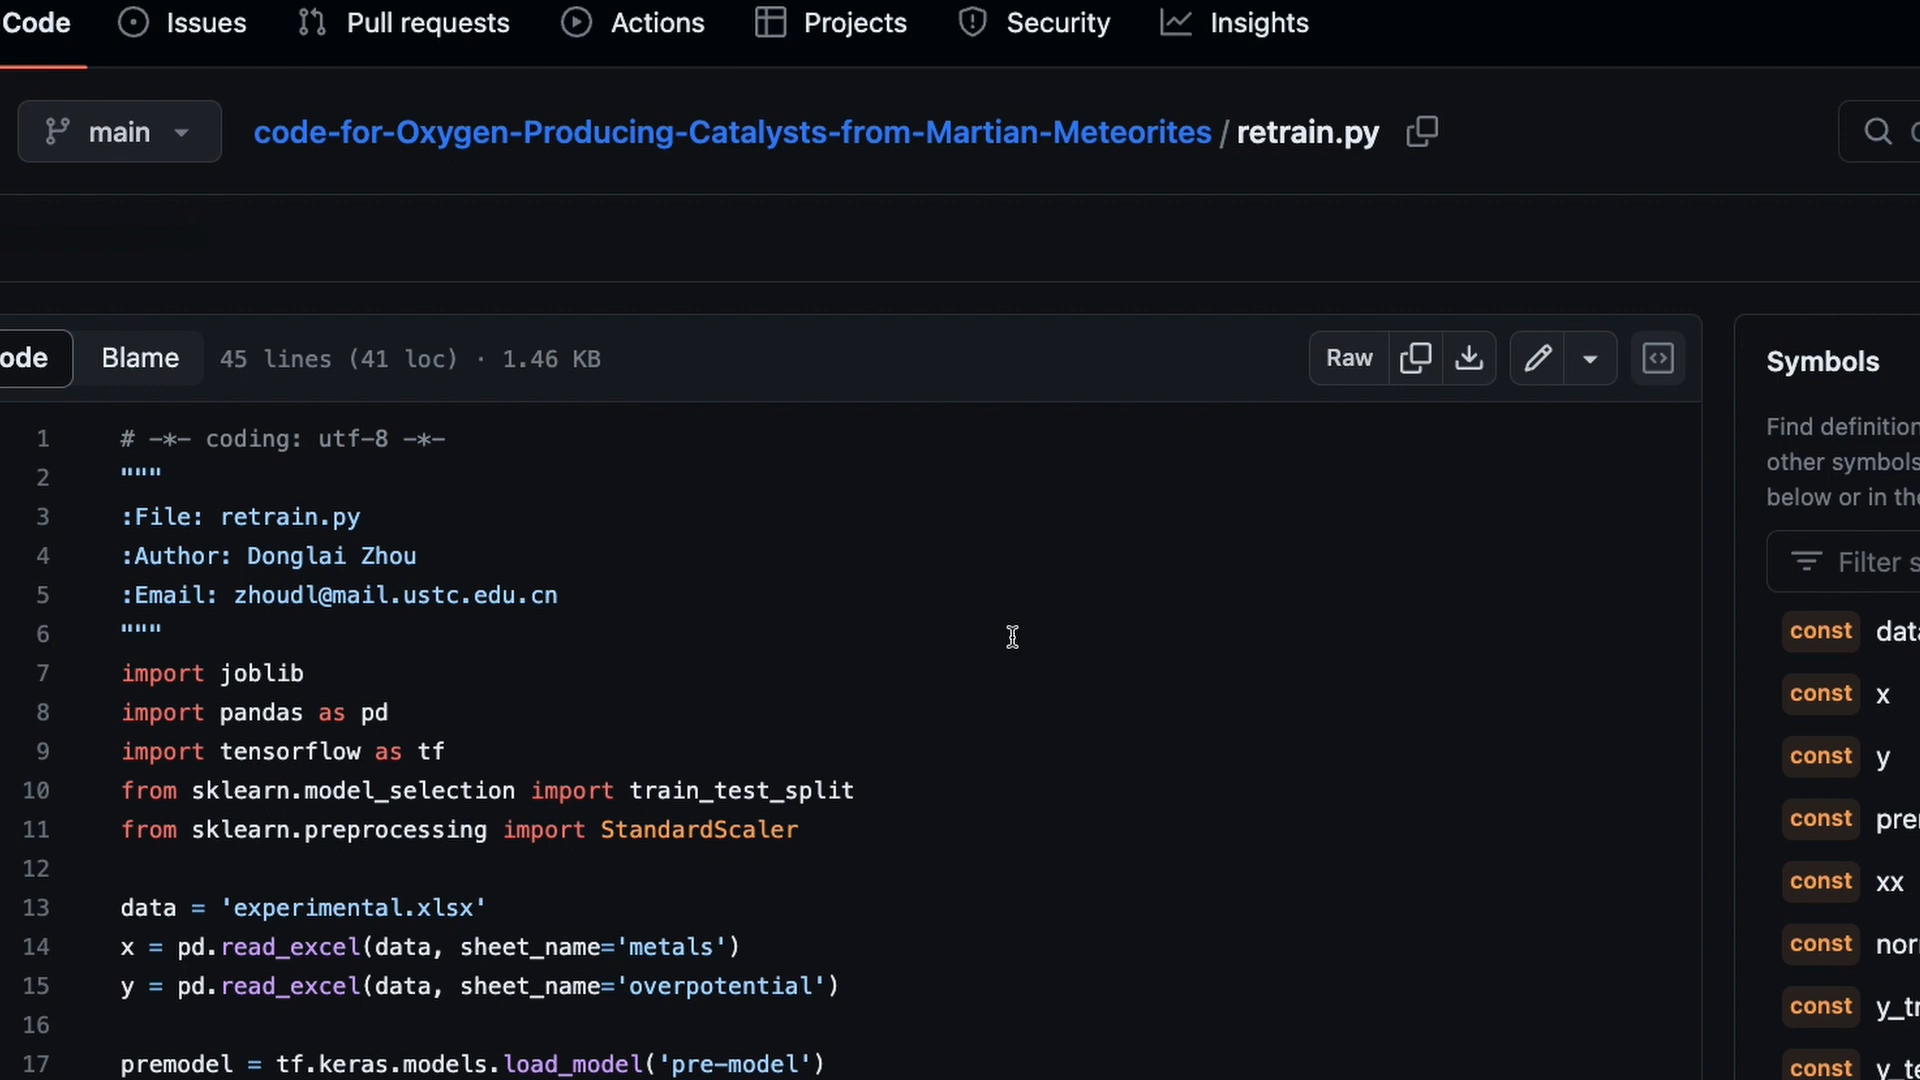 Code Issues Pull requests Actions Projects Security Insights
main code-for-Oxygen-Producing-Catalysts-from-Martian-Meteorites / retrain.py
ode Blame 45 lines (41 loc) · 1.46 KB Raw
Symbols
Find definition
other symbols
below or in the
Filter s
const data
const x
const y
const prem
const xx
const nor
const y_tr
const y_te
1 # -*- coding: utf-8 -*-
2 """
3 :File: retrain.py
4 :Author: Donglai Zhou
5 :Email: zhoudl@mail.ustc.edu.cn
6 """
7 import joblib
8 import pandas as pd
9 import tensorflow as tf
10 from sklearn.model_selection import train_test_split
11 from sklearn.preprocessing import StandardScaler
12
13 data = 'experimental.xlsx'
14 x = pd.read_excel(data, sheet_name='metals')
15 y = pd.read_excel(data, sheet_name='overpotential')
16
17 premodel = tf.keras.models.load_model('pre-model')